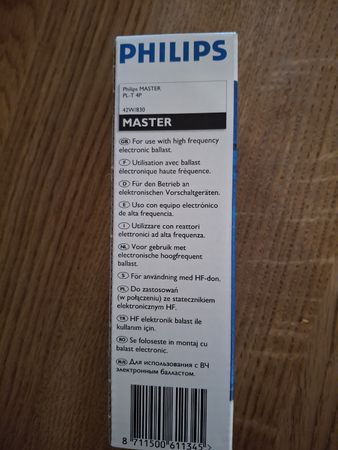 PHILIPS
Philips MASTER
PL-T 4P
42W/830
MASTER
GB For use with high frequency
electronic ballast.
F Utilisation avec ballast
électronique haute fréquence.
D Für den Betrieb an
elektronischen Vorschaltgeräten.
E Uso con equipo electrónico
de alta frequencia.
I Utilizzare con reattori
elettronici ad alta frequenza.
NL Voor gebruik met
electronische hoogfrequent
ballast.
S För användning med HF-don.
PL Do zastosowań
(w połączeniu) ze statecznikiem
elektronicznym HF.
TR HF elektronik balast ile
kullanım için.
RO Se foloseste in montaj cu
balast electronic.
RUS Для использования с ВЧ
электронным балластом.
8 711500 611345 >